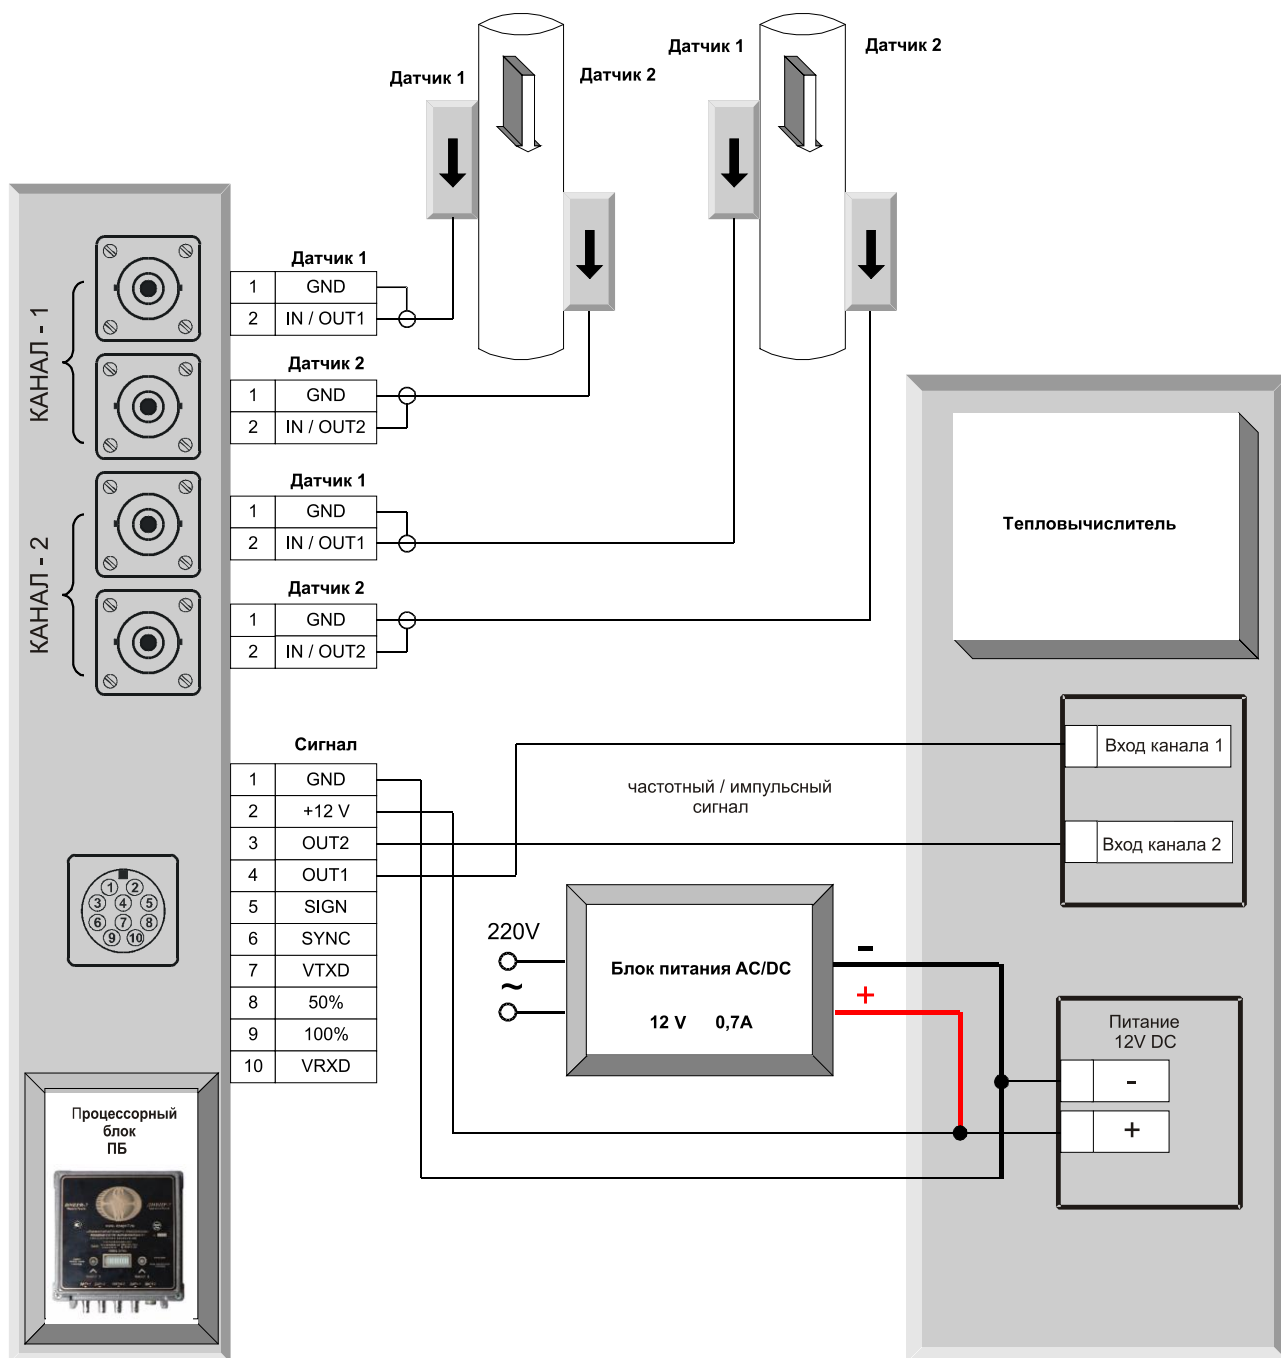 Датчик 1
Датчик 2
Датчик 1
Датчик 2
КАНАЛ - 1
КАНАЛ - 2
Датчик 1
1 GND
2 IN / OUT1
Датчик 2
1 GND
2 IN / OUT2
Датчик 1
1 GND
2 IN / OUT1
Датчик 2
1 GND
2 IN / OUT2
Тепловычислитель
Сигнал
1 GND
2 +12 V
3 OUT2
4 OUT1
5 SIGN
6 SYNC
7 VTXD
8 50%
9 100%
10 VRXD
1 2
3 4 5
6 7 8
9 10
частотный / импульсный
сигнал
Вход канала 1
Вход канала 2
220V
~
Блок питания AC/DC
12 V 0,7A
-
+
Питание
12V DC
-
+
Процессорный
блок
ПБ